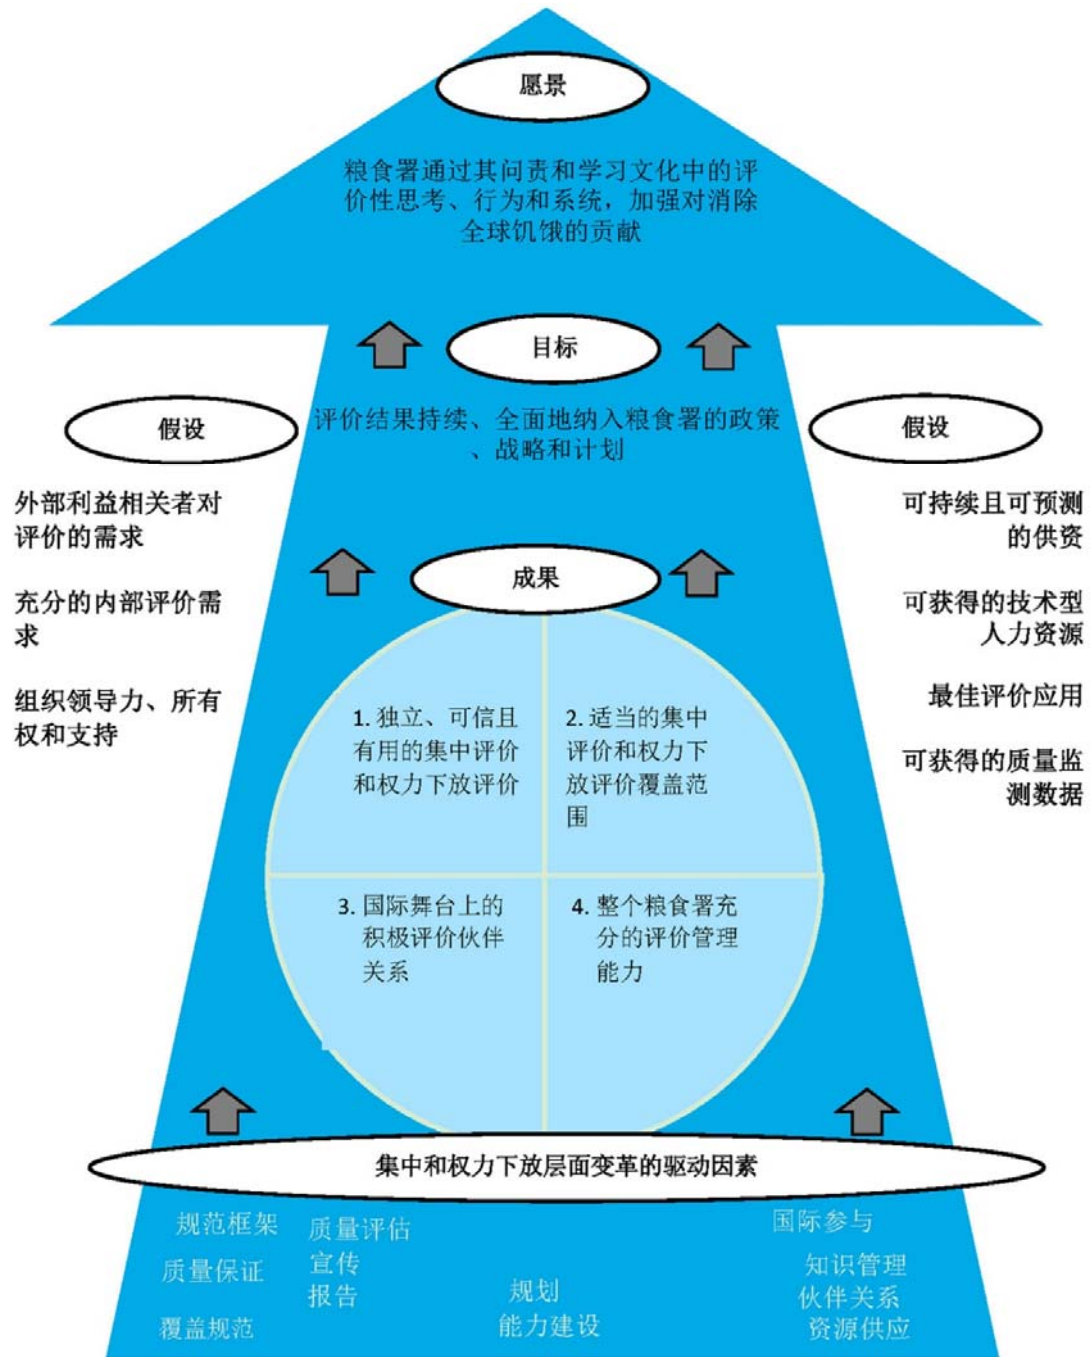 愿景
粮食署通过其问责和学习文化中的评
价性思考、行为和系统，加强对消除
全球饥饿的贡献
目标
评价结果持续、全面地纳入粮食署的政策
、战略和计划
假设
外部利益相关者对
评价的需求
充分的内部评价需
求
组织领导力、所有
权和支持
假设
可持续且可预测
的供资
可获得的技术型
人力资源
最佳评价应用
可获得的质量监
测数据
成果
1. 独立、可信且
有用的集中评价
和权力下放评价
2. 适当的集中
评价和权力下
放评价覆盖范
围
3. 国际舞台上的
积极评价伙伴
关系
4. 整个粮食署充
分的评价管理
能力
集中和权力下放层面变革的驱动因素
规范框架
质量保证
覆盖规范
质量评估
宣传
报告
规划
能力建设
国际参与
知识管理
伙伴关系
资源供应